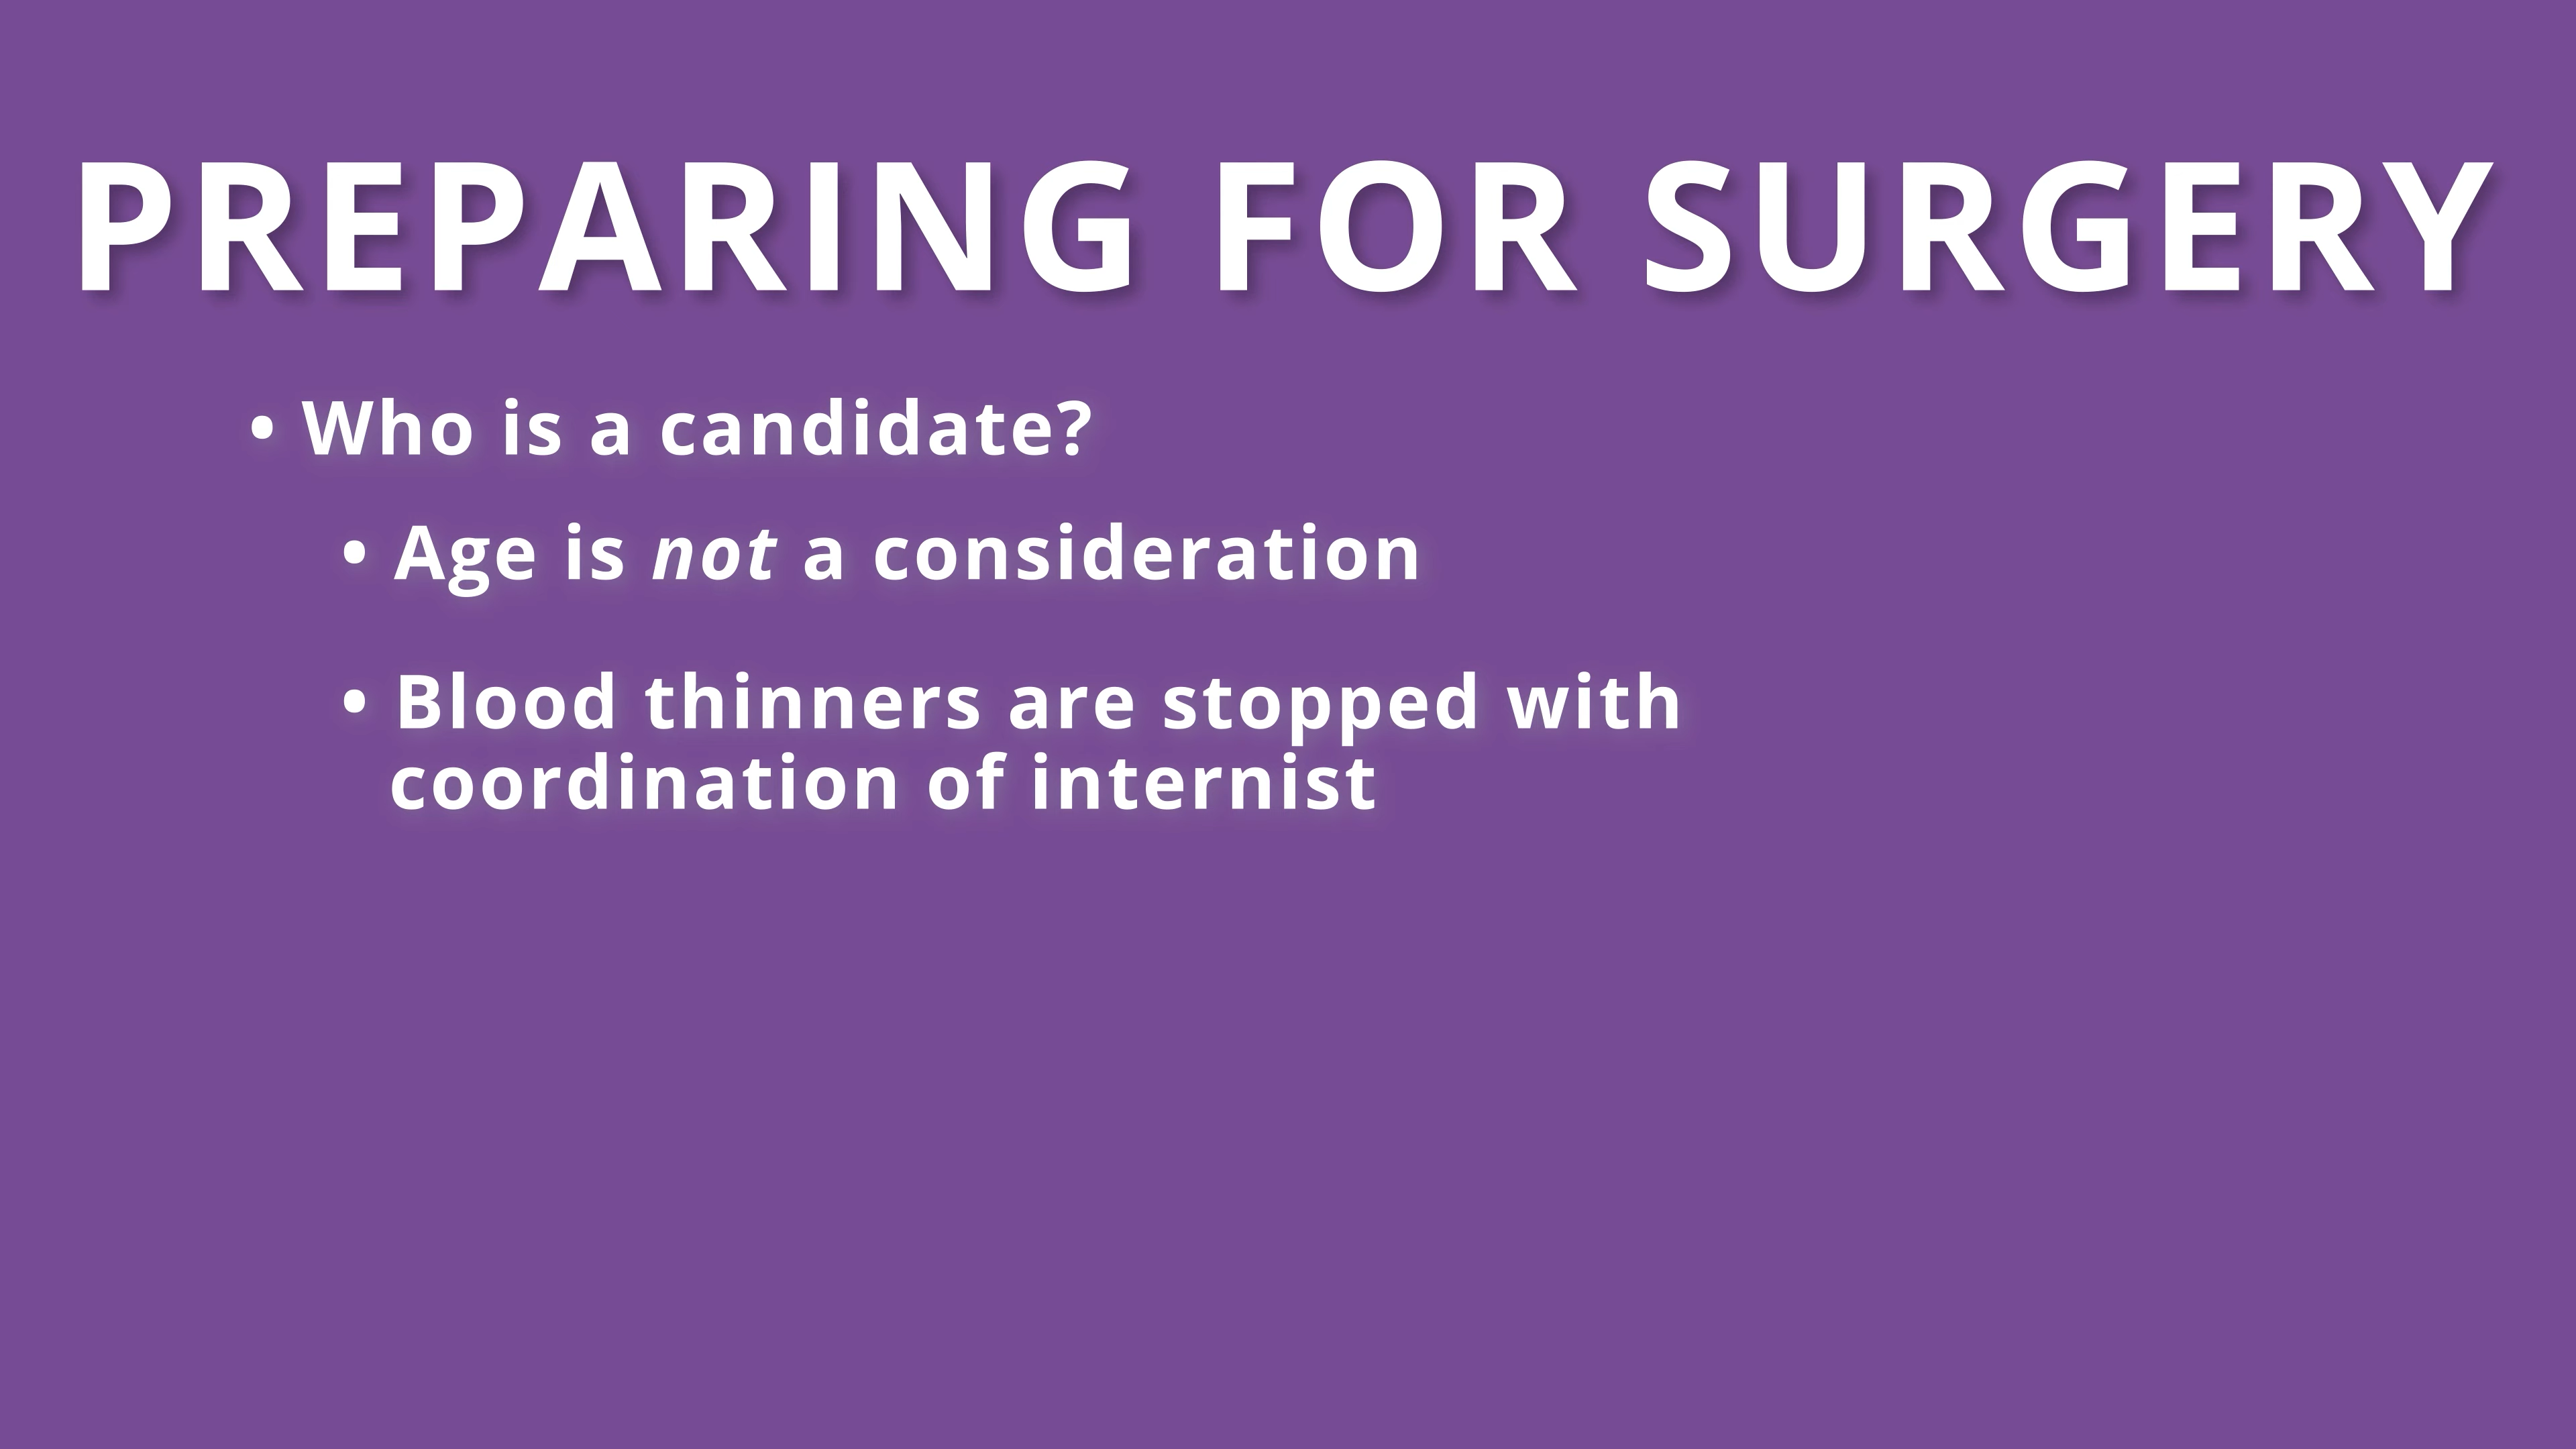 PREPARING FOR SURGERY
• Who is a candidate?
• Age is not a consideration
• Blood thinners are stopped with
coordination of internist